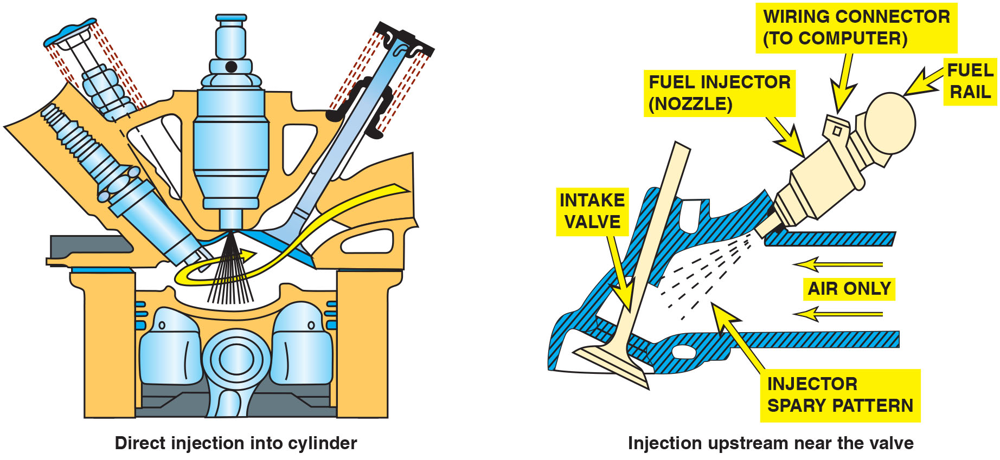 WIRING CONNECTOR
(TO COMPUTER)
FUEL
RAIL
FUEL INJECTOR
(NOZZLE)
INTAKE
VALVE
AIR ONLY
INJECTOR
SPARY PATTERN
Direct injection into cylinder
Injection upstream near the valve